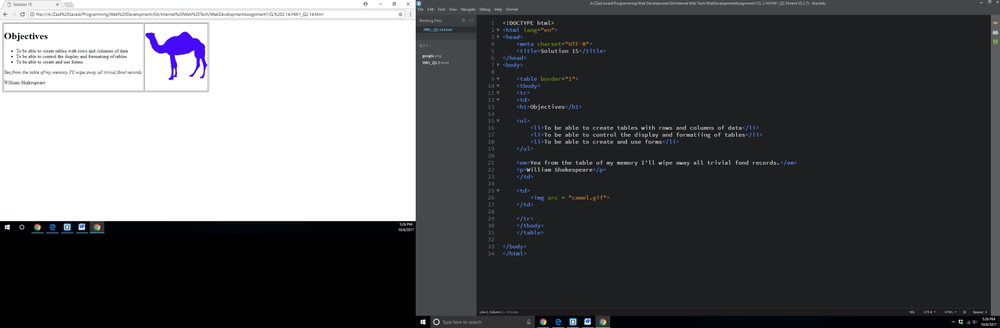 Solution 15
file:///A:/Zaid%20Javaid/Programming/Web%20Development/Git/Internet%20Web%20Tech/WebDevelopmentAssignment1/Q.%202.14/HW1_Q2.14.html
Objectives
To be able to create tables with rows and columns of data
To be able to control the display and formatiing of tables
To be able to create and use forms
Yea from the table of my memory I'll wipe away all trivial fond records.
William Shakespeare
5:26 PM
10/8/2017
A:/Zaid Javaid/Programming/Web Development/Git/Internet Web Tech/WebDevelopmentAssignment1/Q. 2.14/HW1_Q2.14.html (Q 2.7) - Brackets
File Edit Find View Navigate Debug Help Emmet
Working Files
HW1_Q2.14.html
Q 2.7
google.png
HW1_Q2.7.html
1 <!DOCTYPE html>
2 <html lang="en">
3 <head>
4 <meta charset="UTF-8">
5 <title>Solution 15</title>
6 </head>
7 <body>
8
9 <table border="1">
10 <tbody>
11 <tr>
12 <td>
13 <h1>Objectives</h1>
14
15 <ul>
16 <li>To be able to create tables with rows and columns of data</li>
17 <li>To be able to control the display and formatiing of tables</li>
18 <li>To be able to create and use forms</li>
19 </ul>
20
21 <em>Yea from the table of my memory I'll wipe away all trivial fond records.</em>
22 <p>William Shakespeare</p>
23 </td>
24
25 <td>
26 <img src = "camel.gif">
27 </td>
28
29 </tr>
30 </tbody>
31 </table>
32
33 </body>
34 </html>
Line 1, Column 1 — 34 Lines
INS UTF-8 HTML Spaces: 4
Type here to search
5:26 PM
10/8/2017